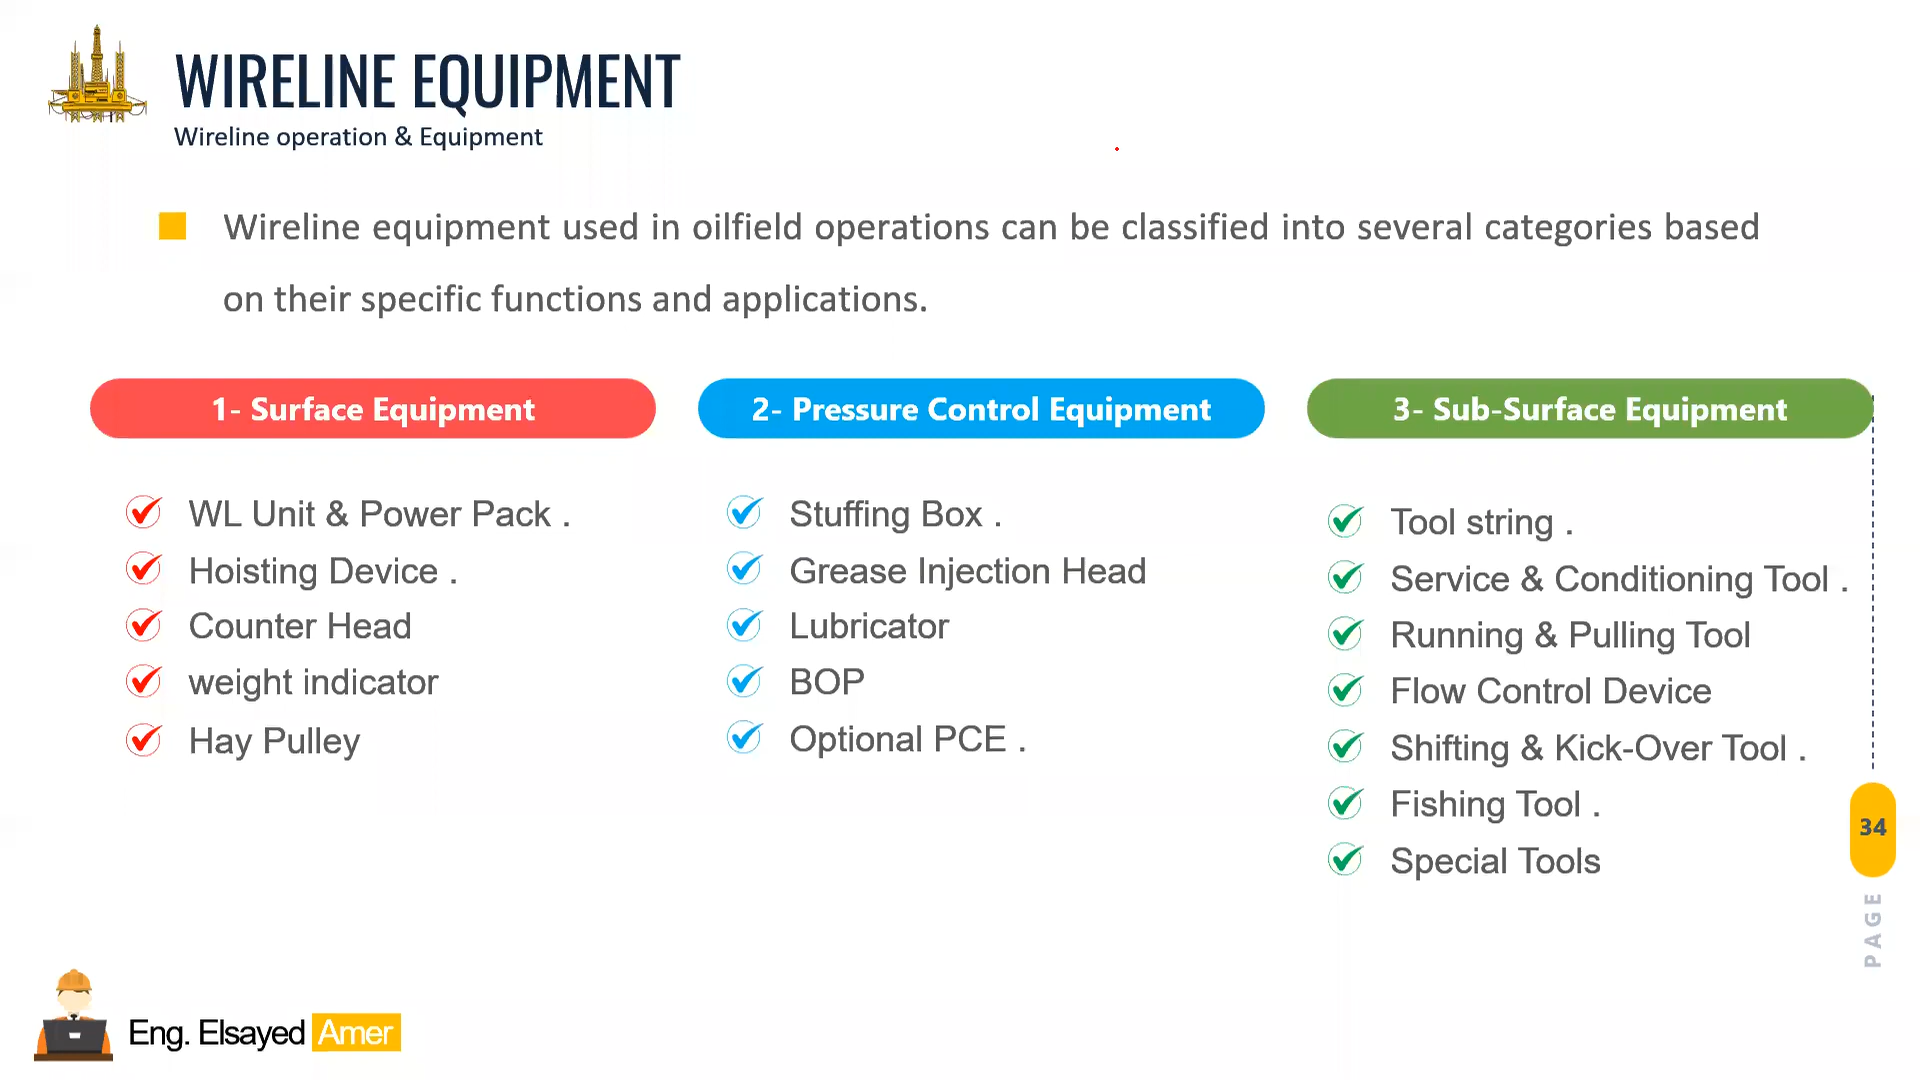 WIRELINE EQUIPMENT
Wireline operation & Equipment
Wireline equipment used in oilfield operations can be classified into several categories based
on their specific functions and applications.
1- Surface Equipment
WL Unit & Power Pack .
Hoisting Device .
Counter Head
weight indicator
Hay Pulley
2- Pressure Control Equipment
Stuffing Box .
Grease Injection Head
Lubricator
BOP
Optional PCE .
3- Sub-Surface Equipment
Tool string .
Service & Conditioning Tool .
Running & Pulling Tool
Flow Control Device
Shifting & Kick-Over Tool .
Fishing Tool .
Special Tools
34
PAGE
Eng. Elsayed Amer